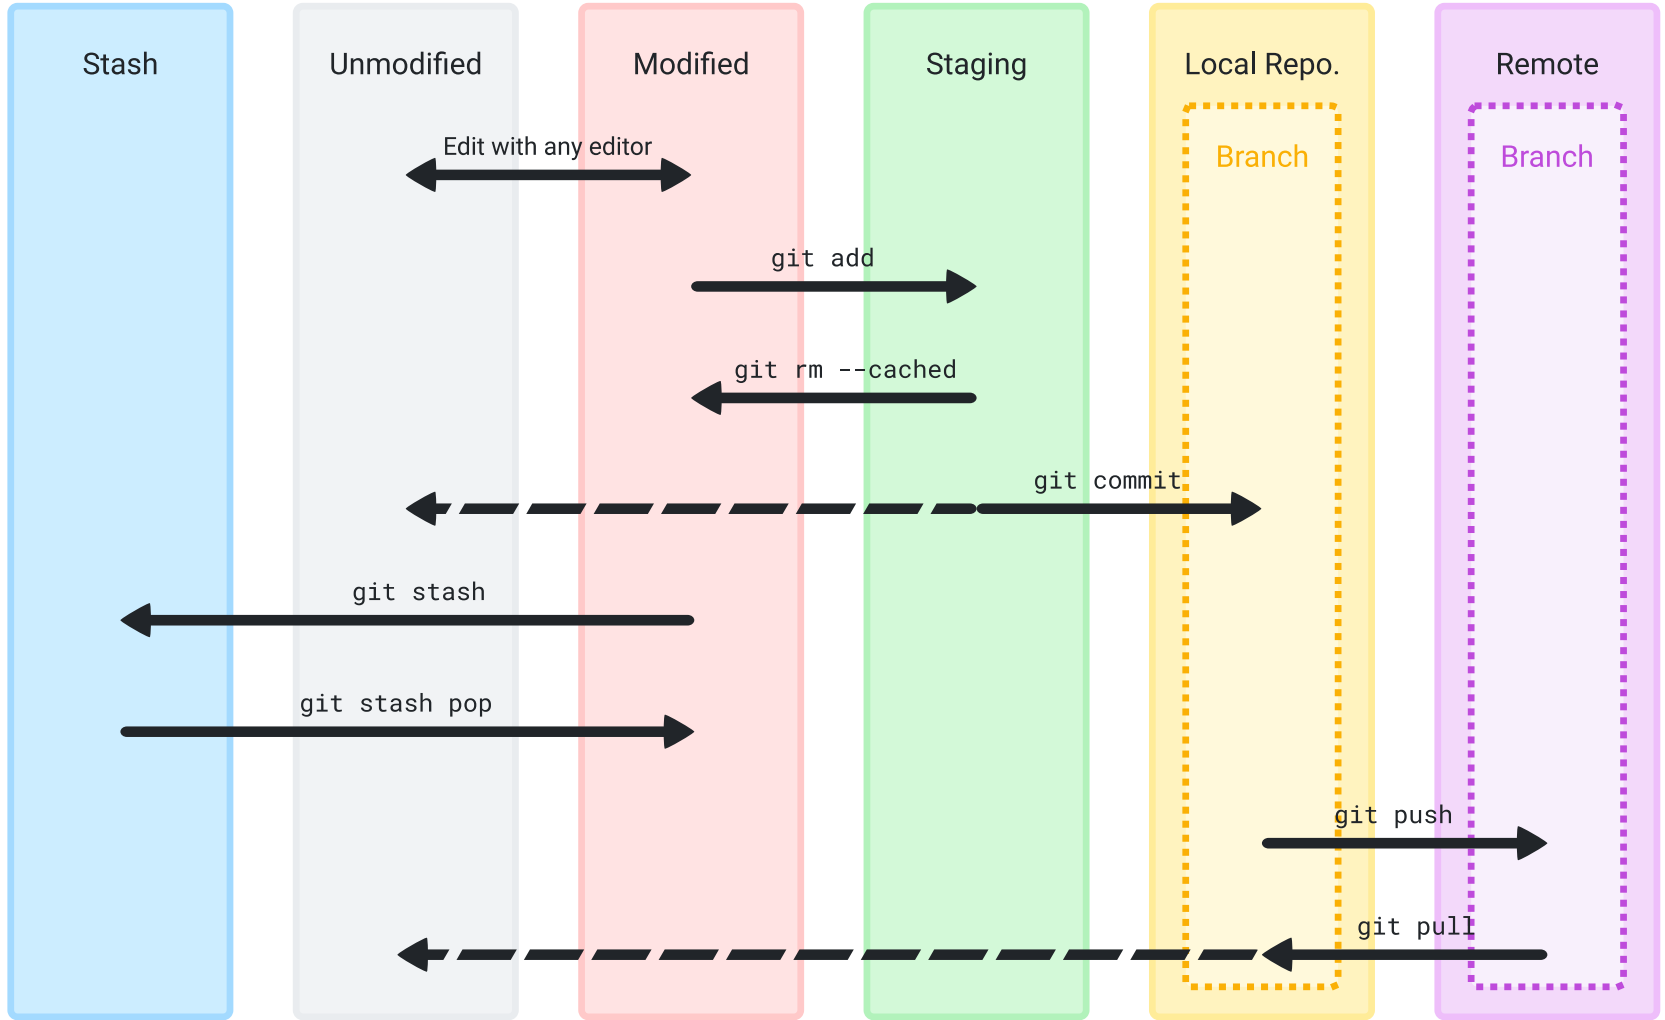 Stash
Unmodified
Modified
Staging
Local Repo.
Remote
Edit with any editor
Branch
Branch
git add
git rm --cached
git commit
git stash
git stash pop
git push
git pull